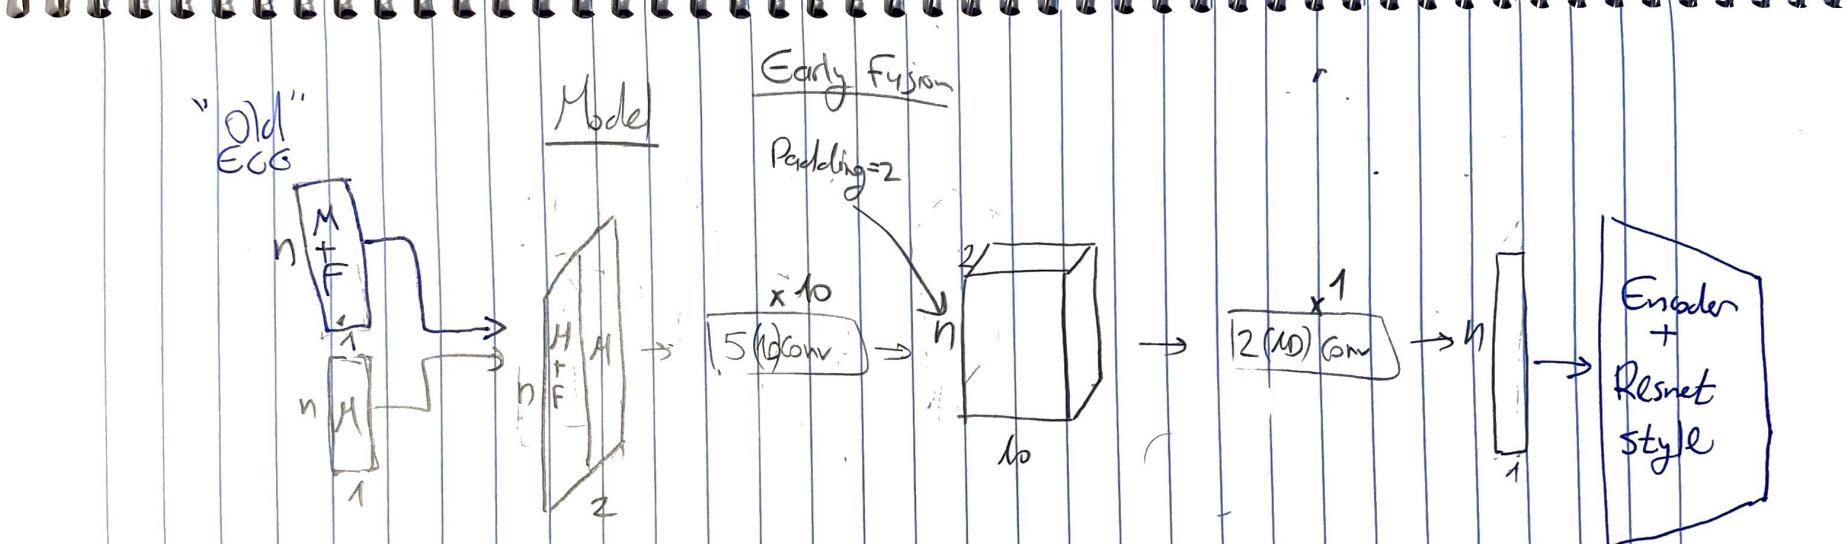 Early Fusion
Model
"Old"
ECG
Padding=2
n
M
+
F
1
n
M
1
n
M
+
F
M
2
x 10
5(1D)Conv
n
2
10
x 1
2(1D) Conv
n
1
Encoder
+
Resnet
style